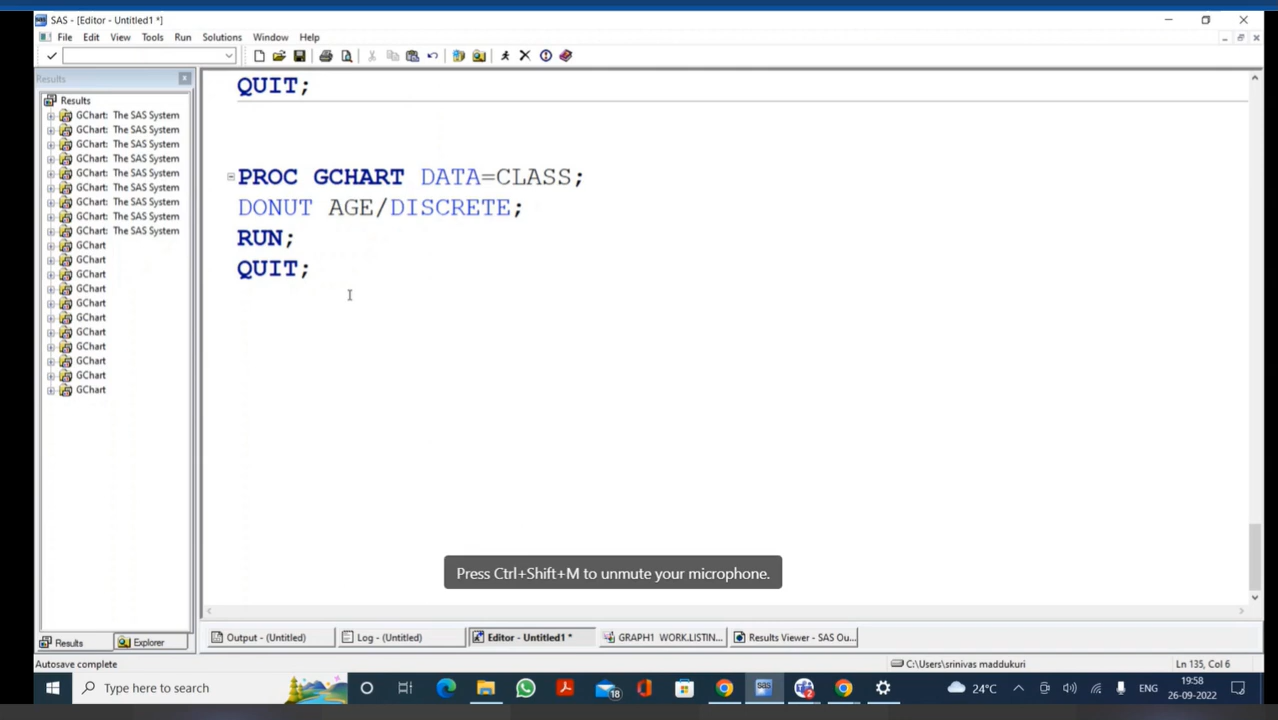 SAS - [Editor - Untitled1 *]
File Edit View Tools Run Solutions Window Help
Results
Results
GChart: The SAS System
GChart: The SAS System
GChart: The SAS System
GChart: The SAS System
GChart: The SAS System
GChart: The SAS System
GChart: The SAS System
GChart: The SAS System
GChart: The SAS System
GChart
GChart
GChart
GChart
GChart
GChart
GChart
GChart
GChart
GChart
GChart
QUIT;
PROC GCHART DATA=CLASS;
DONUT AGE/DISCRETE;
RUN;
QUIT;
Press Ctrl+Shift+M to unmute your microphone.
Results Explorer
Output - (Untitled) Log - (Untitled) Editor - Untitled1 * GRAPH1 WORK.LISTIN... Results Viewer - SAS Ou...
Autosave complete C:\Users\srinivas maddukuri Ln 135, Col 6
Type here to search 18 24°C ENG 19:58
26-09-2022